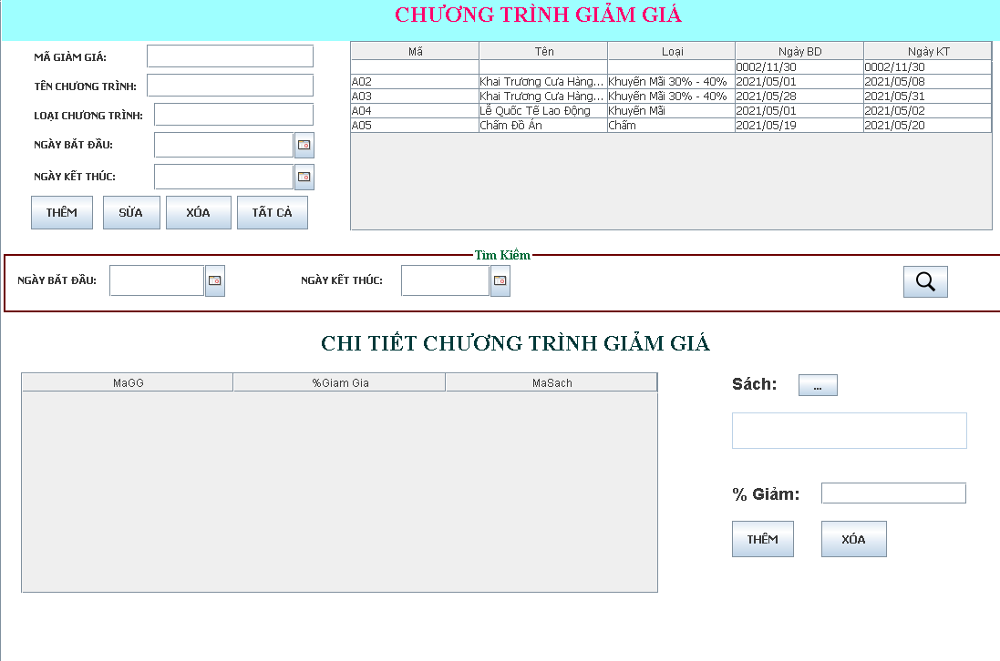 CHƯƠNG TRÌNH GIẢM GIÁ
MÃ GIẢM GIÁ:
TÊN CHƯƠNG TRÌNH:
LOẠI CHƯƠNG TRÌNH:
NGÀY BẮT ĐẦU:
NGÀY KẾT THÚC:
THÊM SỬA XÓA TẤT CẢ
Mã Tên Loại Ngày BD Ngày KT
0002/11/30 0002/11/30
A02 Khai Trương Cưa Hàng... Khuyến Mãi 30% - 40% 2021/05/01 2021/05/08
A03 Khai Trương Cưa Hàng... Khuyến Mãi 30% - 40% 2021/05/28 2021/05/31
A04 Lễ Quốc Tế Lao Động Khuyến Mãi 2021/05/01 2021/05/02
A05 Chấm Đồ Án Chấm 2021/05/19 2021/05/20
Tìm Kiếm
NGÀY BẮT ĐẦU: NGÀY KẾT THÚC:
CHI TIẾT CHƯƠNG TRÌNH GIẢM GIÁ
MaGG %Giam Gia MaSach
Sách: ...
% Giảm:
THÊM XÓA